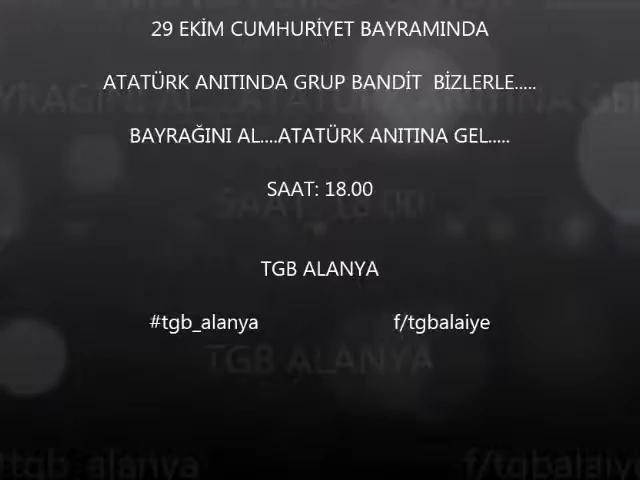 29 EKİM CUMHURİYET BAYRAMINDA
ATATÜRK ANITINDA GRUP BANDİT BİZLERLE.....
BAYRAĞINI AL....ATATÜRK ANITINA GEL.....
SAAT: 18.00
TGB ALANYA
#tgb_alanya f/tgbalaiye